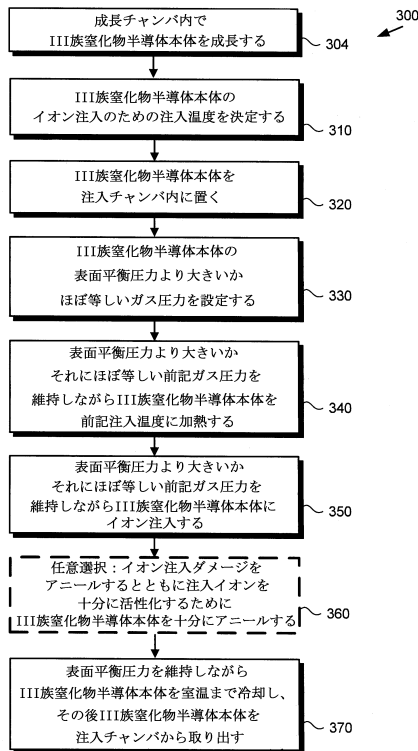 300
成長チャンバ内で
III族窒化物半導体本体を成長する
304
III族窒化物半導体本体の
イオン注入のための注入温度を決定する
310
III族窒化物半導体本体を
注入チャンバ内に置く
320
III族窒化物半導体本体の
表面平衡圧力より大きいか
ほぼ等しいガス圧力を設定する
330
表面平衡圧力より大きいか
それにほぼ等しい前記ガス圧力を
維持しながらIII族窒化物半導体本体を
前記注入温度に加熱する
340
表面平衡圧力より大きいか
それにほぼ等しい前記ガス圧力を
維持しながらIII族窒化物半導体本体に
イオン注入する
350
任意選択：イオン注入ダメージを
アニールするとともに注入イオンを
十分に活性化するために
III族窒化物半導体本体を十分にアニールする
360
表面平衡圧力を維持しながら
III族窒化物半導体本体を室温まで冷却し、
その後III族窒化物半導体本体を
注入チャンバから取り出す
370